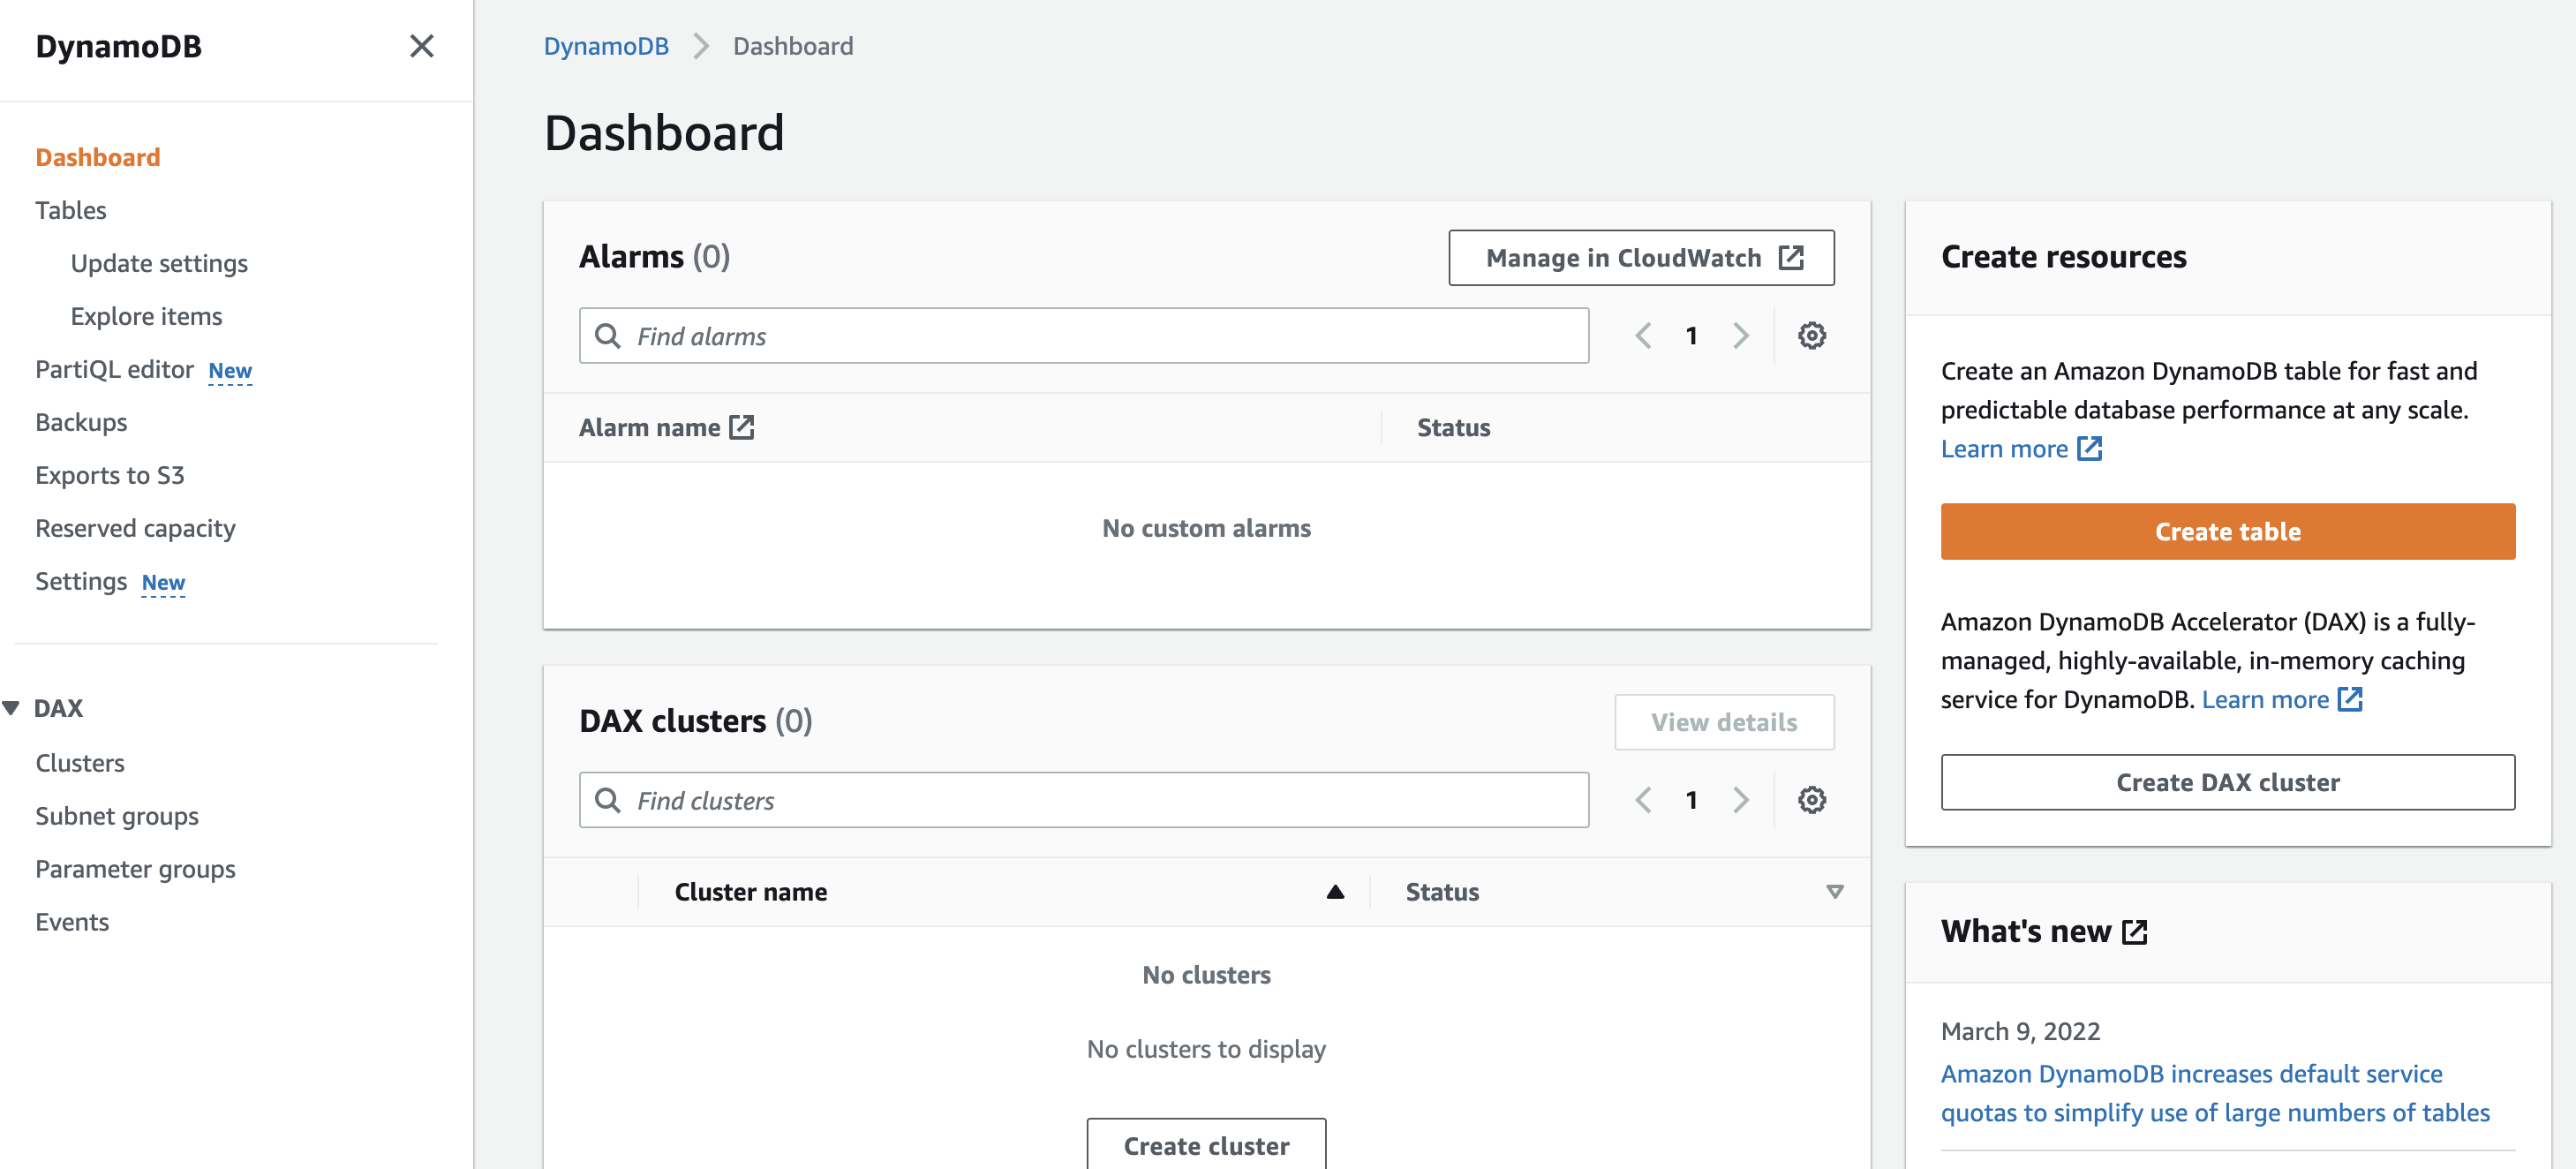 DynamoDB
Dashboard
Tables
Update settings
Explore items
PartiQL editor New
Backups
Exports to S3
Reserved capacity
Settings New
DAX
Clusters
Subnet groups
Parameter groups
Events
DynamoDB Dashboard
Dashboard
Alarms (0)
Manage in CloudWatch
Find alarms
1
Alarm name Status
No custom alarms
DAX clusters (0)
View details
Find clusters
1
Cluster name Status
No clusters
No clusters to display
Create cluster
Create resources
Create an Amazon DynamoDB table for fast and
predictable database performance at any scale.
Learn more
Create table
Amazon DynamoDB Accelerator (DAX) is a fully-
managed, highly-available, in-memory caching
service for DynamoDB. Learn more
Create DAX cluster
What's new
March 9, 2022
Amazon DynamoDB increases default service
quotas to simplify use of large numbers of tables